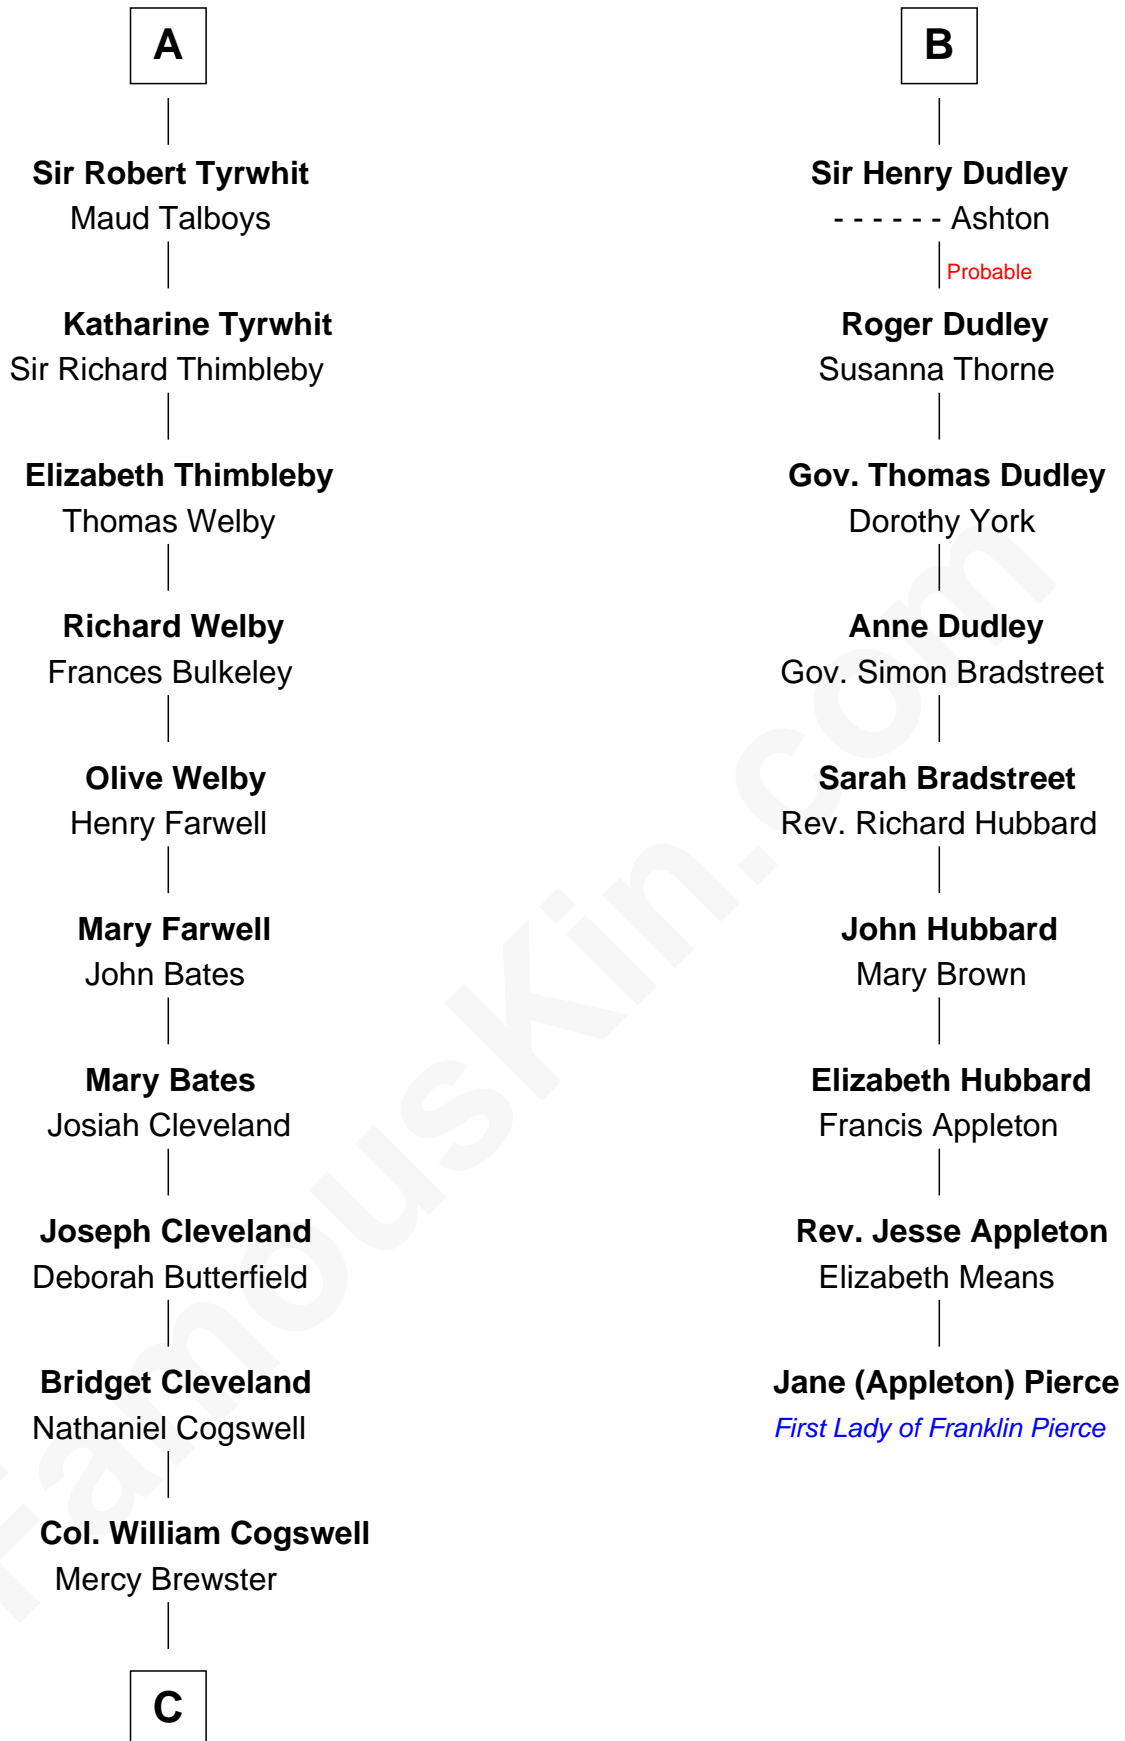 A
Sir Robert Tyrwhit
Maud Talboys
Katharine Tyrwhit
Sir Richard Thimbleby
Elizabeth Thimbleby
Thomas Welby
Richard Welby
Frances Bulkeley
Olive Welby
Henry Farwell
Mary Farwell
John Bates
Mary Bates
Josiah Cleveland
Joseph Cleveland
Deborah Butterfield
Bridget Cleveland
Nathaniel Cogswell
Col. William Cogswell
Mercy Brewster
C
B
Sir Henry Dudley
- - - - - - Ashton
Probable
Roger Dudley
Susanna Thorne
Gov. Thomas Dudley
Dorothy York
Anne Dudley
Gov. Simon Bradstreet
Sarah Bradstreet
Rev. Richard Hubbard
John Hubbard
Mary Brown
Elizabeth Hubbard
Francis Appleton
Rev. Jesse Appleton
Elizabeth Means
Jane (Appleton) Pierce
First Lady of Franklin Pierce
FamousKin.com